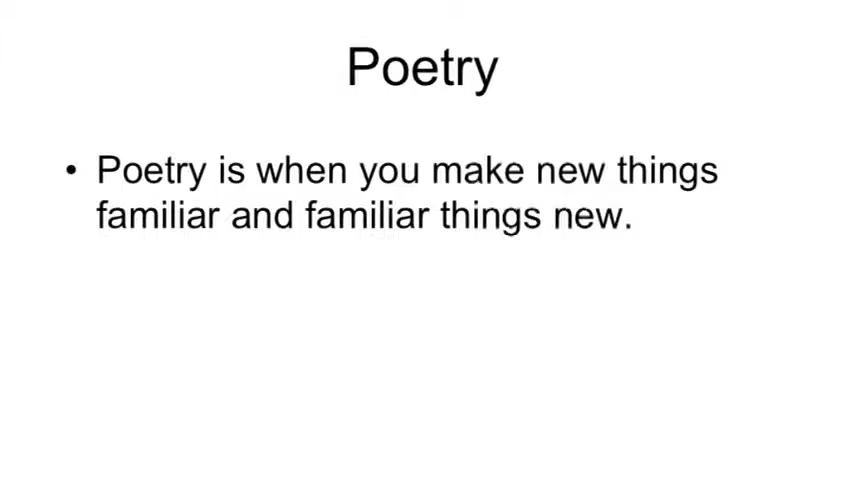 Poetry
• Poetry is when you make new things
familiar and familiar things new.